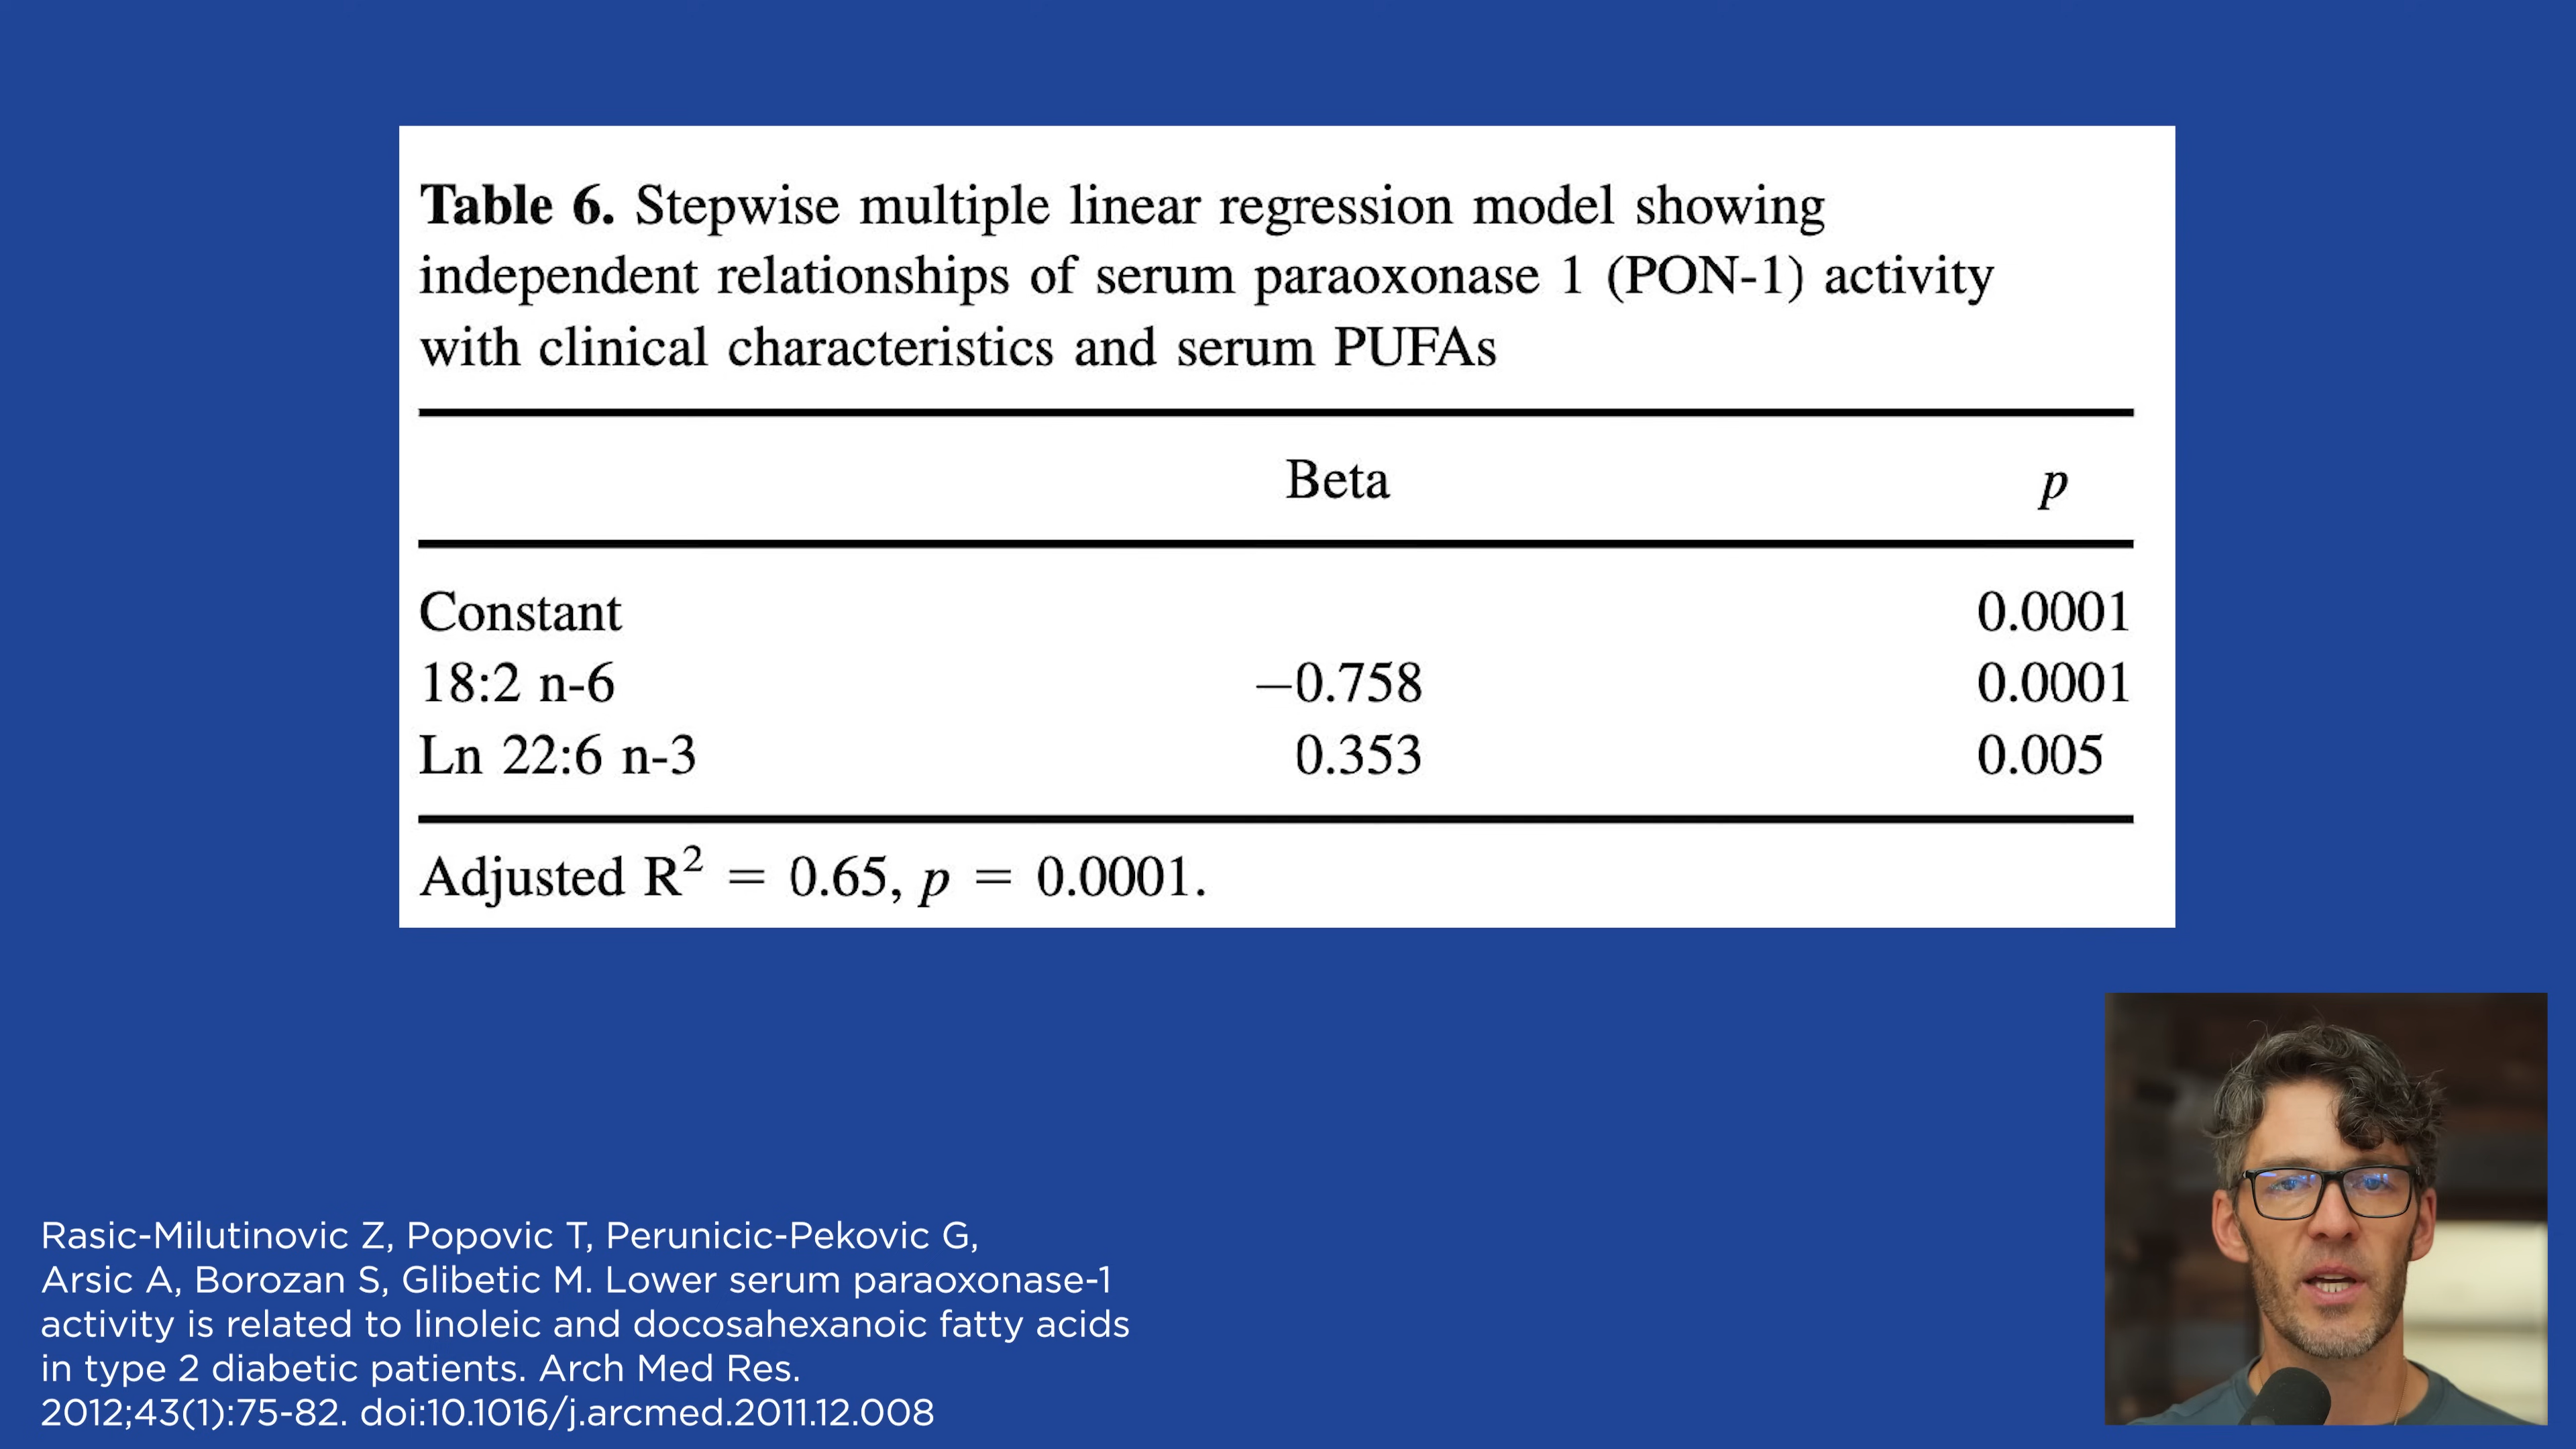 Table 6. Stepwise multiple linear regression model showing
independent relationships of serum paraoxonase 1 (PON-1) activity
with clinical characteristics and serum PUFAs
Beta p
Constant 0.0001
18:2 n-6 −0.758 0.0001
Ln 22:6 n-3 0.353 0.005
Adjusted R² = 0.65, p = 0.0001.
Rasic-Milutinovic Z, Popovic T, Perunicic-Pekovic G,
Arsic A, Borozan S, Glibetic M. Lower serum paraoxonase-1
activity is related to linoleic and docosahexanoic fatty acids
in type 2 diabetic patients. Arch Med Res.
2012;43(1):75-82. doi:10.1016/j.arcmed.2011.12.008